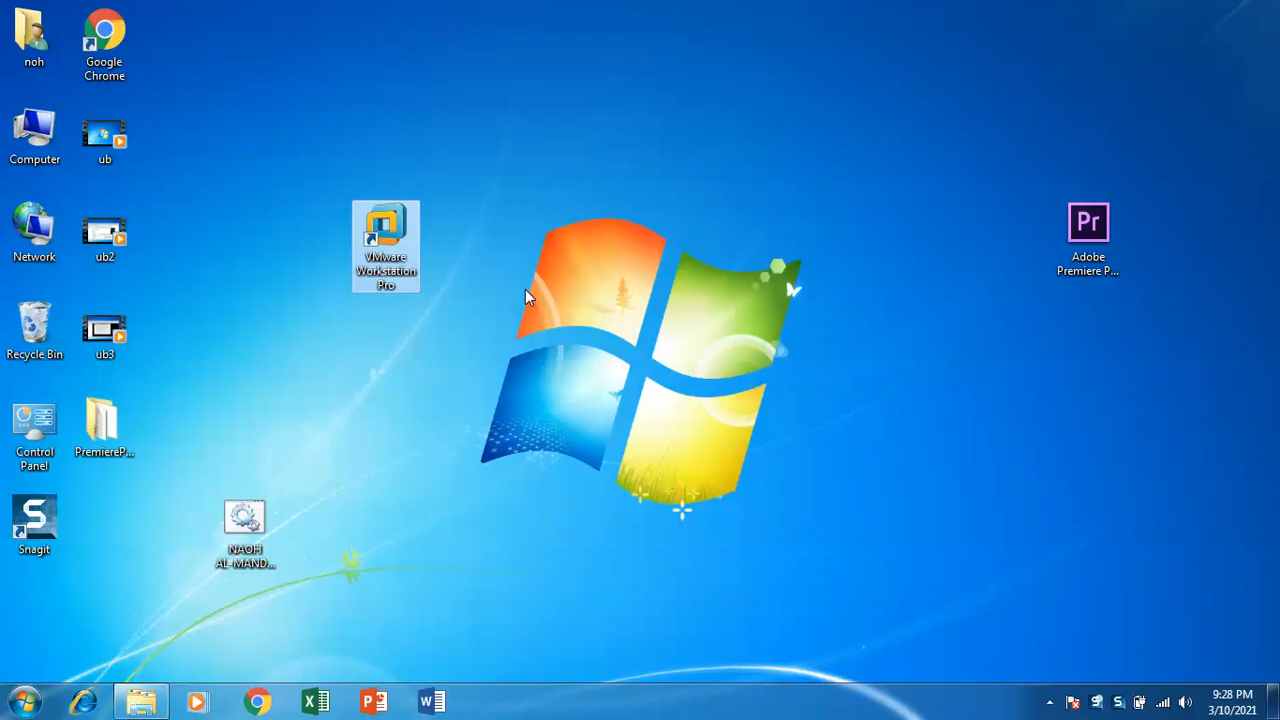 noh
Google
Chrome
Computer
ub
Network
ub2
VMware
Workstation
Pro
Pr
Adobe
Premiere P...
Recycle Bin
ub3
Control
Panel
PremiereP...
S
Snagit
NAOH
AL-MAND...
9:28 PM
3/10/2021